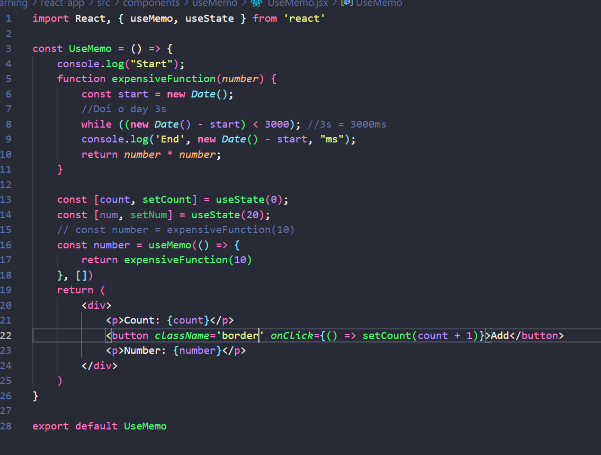 arning > react-app > src > components > useMemo > UseMemo.jsx > UseMemo
1 import React, { useMemo, useState } from 'react'
2
3 const UseMemo = () => {
4 console.log("Start");
5 function expensiveFunction(number) {
6 const start = new Date();
7 //Doi o day 3s
8 while ((new Date() - start) < 3000); //3s = 3000ms
9 console.log('End', new Date() - start, "ms");
10 return number * number;
11 }
12
13 const [count, setCount] = useState(0);
14 const [num, setNum] = useState(20);
15 // const number = expensiveFunction(10)
16 const number = useMemo(() => {
17 return expensiveFunction(10)
18 }, [])
19 return (
20 <div>
21 <p>Count: {count}</p>
22 <button className='border' onClick={() => setCount(count + 1)}>Add</button>
23 <p>Number: {number}</p>
24 </div>
25 )
26 }
27
28 export default UseMemo